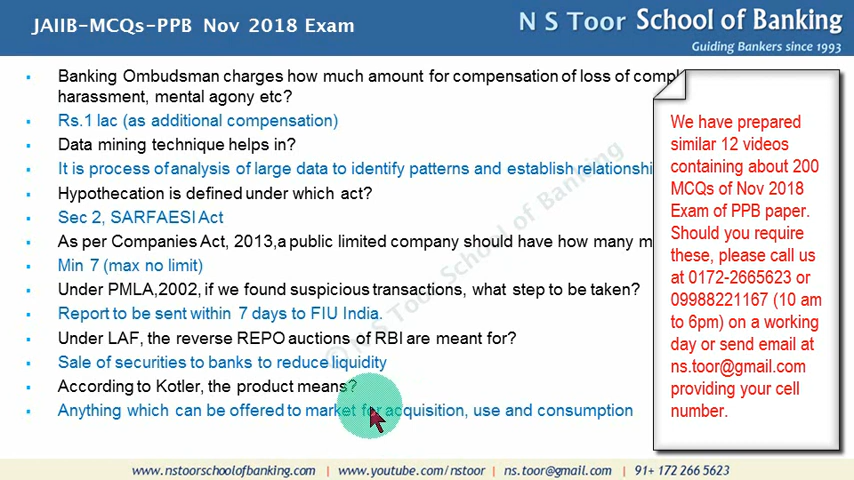 JAIIB-MCQs-PPB Nov 2018 Exam
N S Toor School of Banking
Guiding Bankers since 1993
Banking Ombudsman charges how much amount for compensation of loss of
harassment, mental agony etc?
Rs.1 lac (as additional compensation)
Data mining technique helps in?
It is process of analysis of large data to identify patterns and establish
Hypothecation is defined under which act?
Sec 2, SARFAESI Act
As per Companies Act, 2013,a public limited company should have how many
Min 7 (max no limit)
Under PMLA,2002, if we found suspicious transactions, what step to be taken?
Report to be sent within 7 days to FIU India.
Under LAF, the reverse REPO auctions of RBI are meant for?
Sale of securities to banks to reduce liquidity
According to Kotler, the product means?
Anything which can be offered to market for acquisition, use and consumption
We have prepared
similar 12 videos
containing about 200
MCQs of Nov 2018
Exam of PPB paper.
Should you require
these, please call us
at 0172-2665623 or
09988221167 (10 am
to 6pm) on a working
day or send email at
ns.toor@gmail.com
providing your cell
number.
© N S Toor School of Banking
www.nstoorschoolofbanking.com | www.youtube.com/nstoor | ns.toor@gmail.com | 91+ 172 266 5623